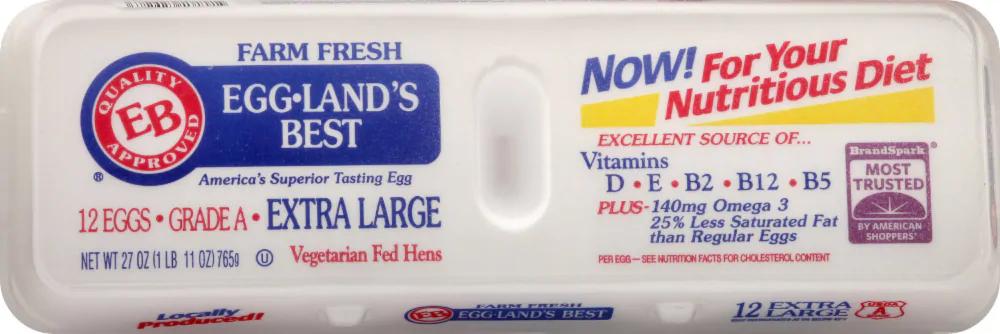 FARM FRESH
QUALITY
EB
APPROVED
®
EGG•LAND'S
BEST
America's Superior Tasting Egg
12 EGGS • GRADE A • EXTRA LARGE
NET WT 27 OZ (1 LB 11 OZ) 765g U Vegetarian Fed Hens
NOW! For Your
Nutritious Diet
EXCELLENT SOURCE OF...
Vitamins
D • E • B2 • B12 • B5
PLUS-140mg Omega 3
25% Less Saturated Fat
than Regular Eggs
PER EGG—SEE NUTRITION FACTS FOR CHOLESTEROL CONTENT
BrandSpark®
MOST
TRUSTED
BY AMERICAN
SHOPPERS*
Locally
Produced!!
EB
FARM FRESH
EGG•LAND'S BEST
12 EXTRA
LARGE
USDA
A